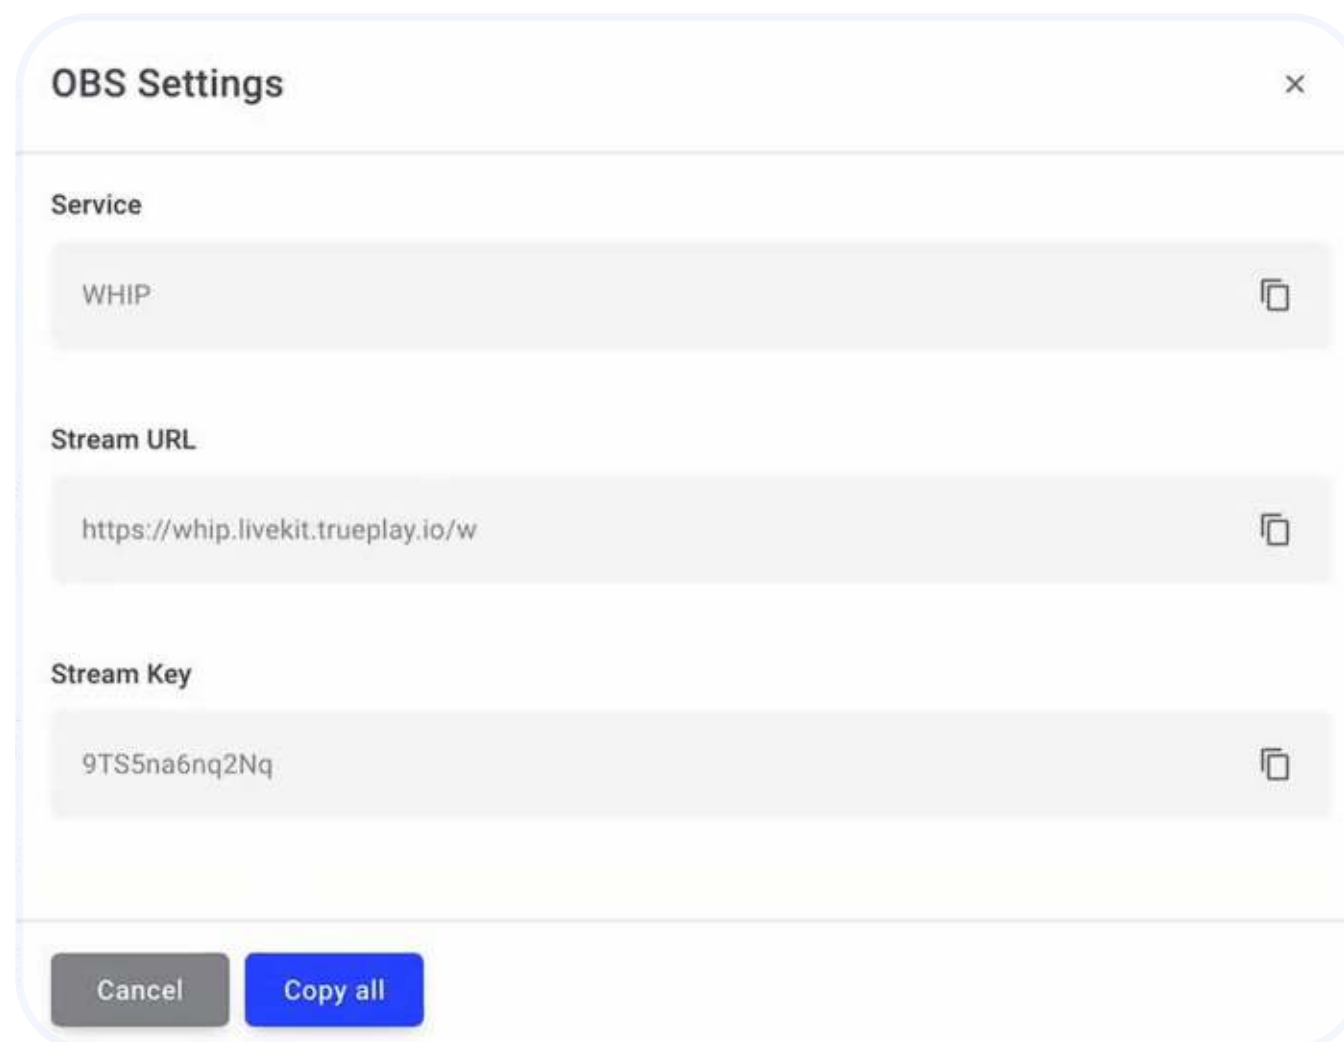 OBS Settings
Service
WHIP
Stream URL
https://whip.livekit.trueplay.io/w
Stream Key
9TS5na6nq2Nq
Cancel
Copy all